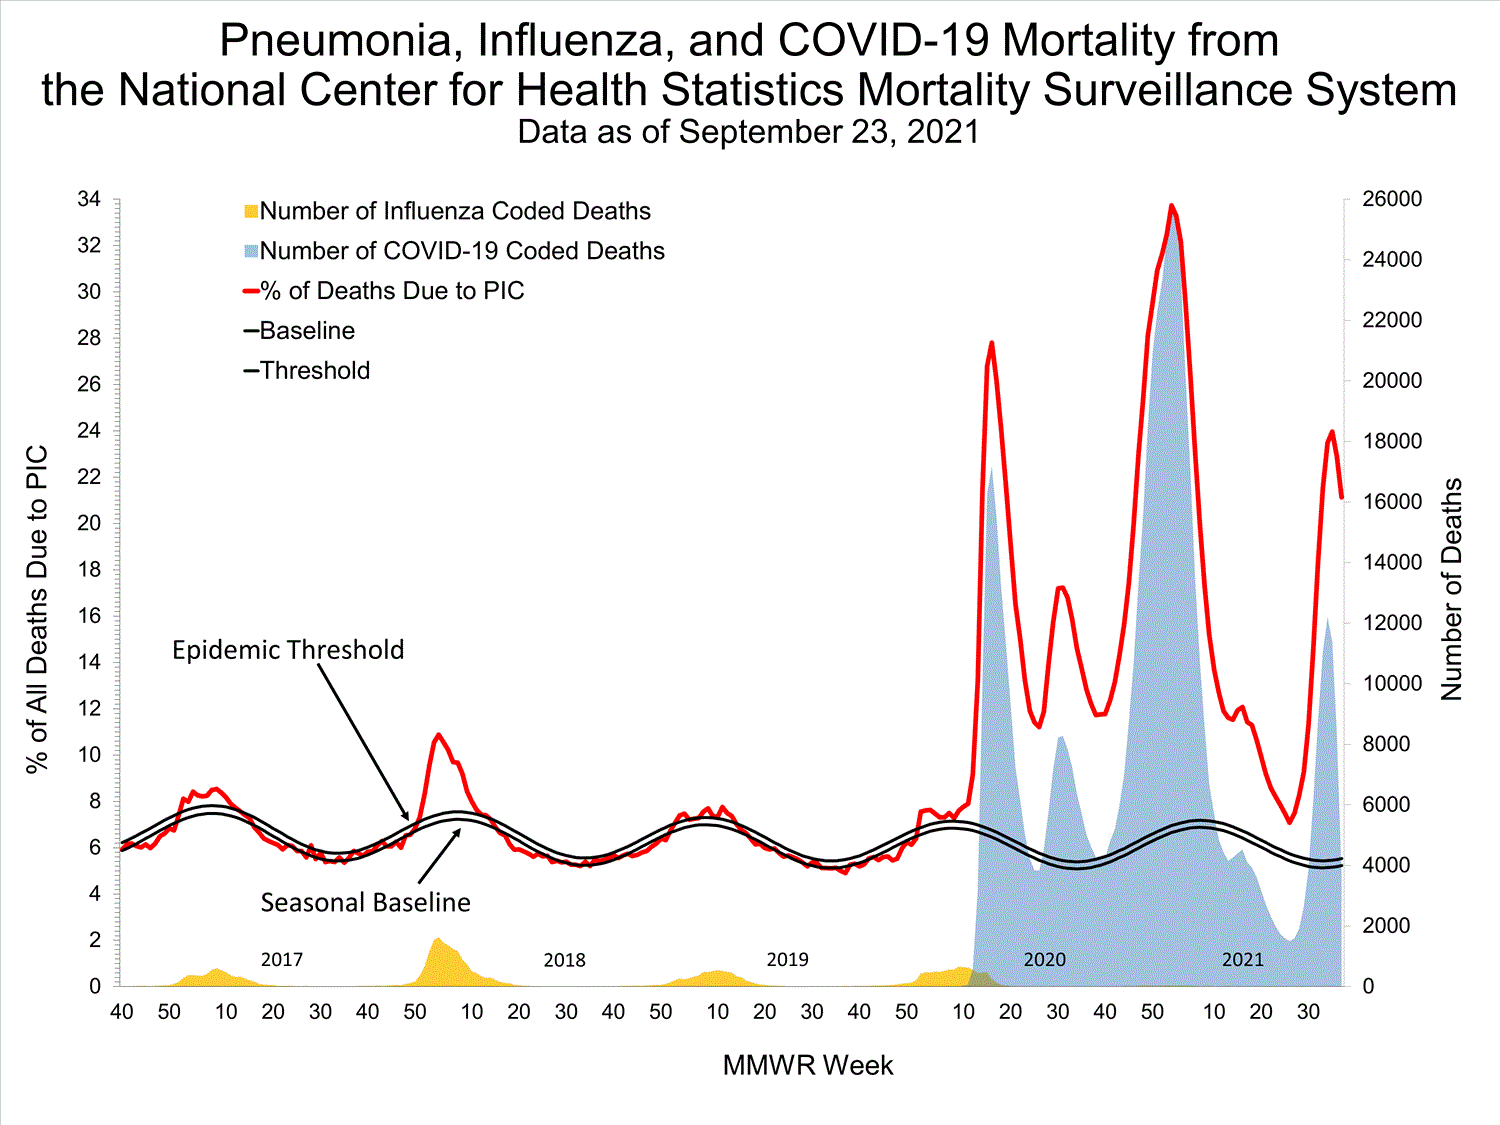 Pneumonia, Influenza, and COVID-19 Mortality from
the National Center for Health Statistics Mortality Surveillance System
Data as of September 23, 2021
Number of Influenza Coded Deaths
Number of COVID-19 Coded Deaths
% of Deaths Due to PIC
Baseline
Threshold
% of All Deaths Due to PIC
34
32
30
28
26
24
22
20
18
16
14
12
10
8
6
4
2
0
26000
24000
22000
20000
18000
16000
14000
12000
10000
8000
6000
4000
2000
0
Number of Deaths
Epidemic Threshold
Seasonal Baseline
2017 2018 2019 2020 2021
40 50 10 20 30 40 50 10 20 30 40 50 10 20 30 40 50 10 20 30 40 50 10 20 30
MMWR Week